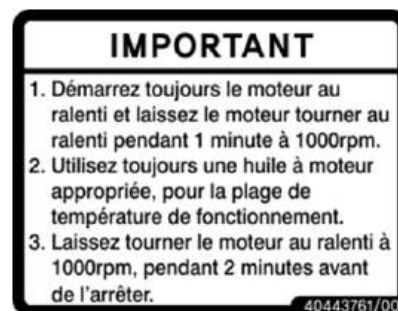 IMPORTANT
1. Démarrez toujours le moteur au
ralenti et laissez le moteur tourner au
ralenti pendant 1 minute à 1000rpm.
2. Utilisez toujours une huile à moteur
appropriée, pour la plage de
température de fonctionnement.
3. Laissez tourner le moteur au ralenti à
1000rpm, pendant 2 minutes avant
de l'arrêter.
40443761/00